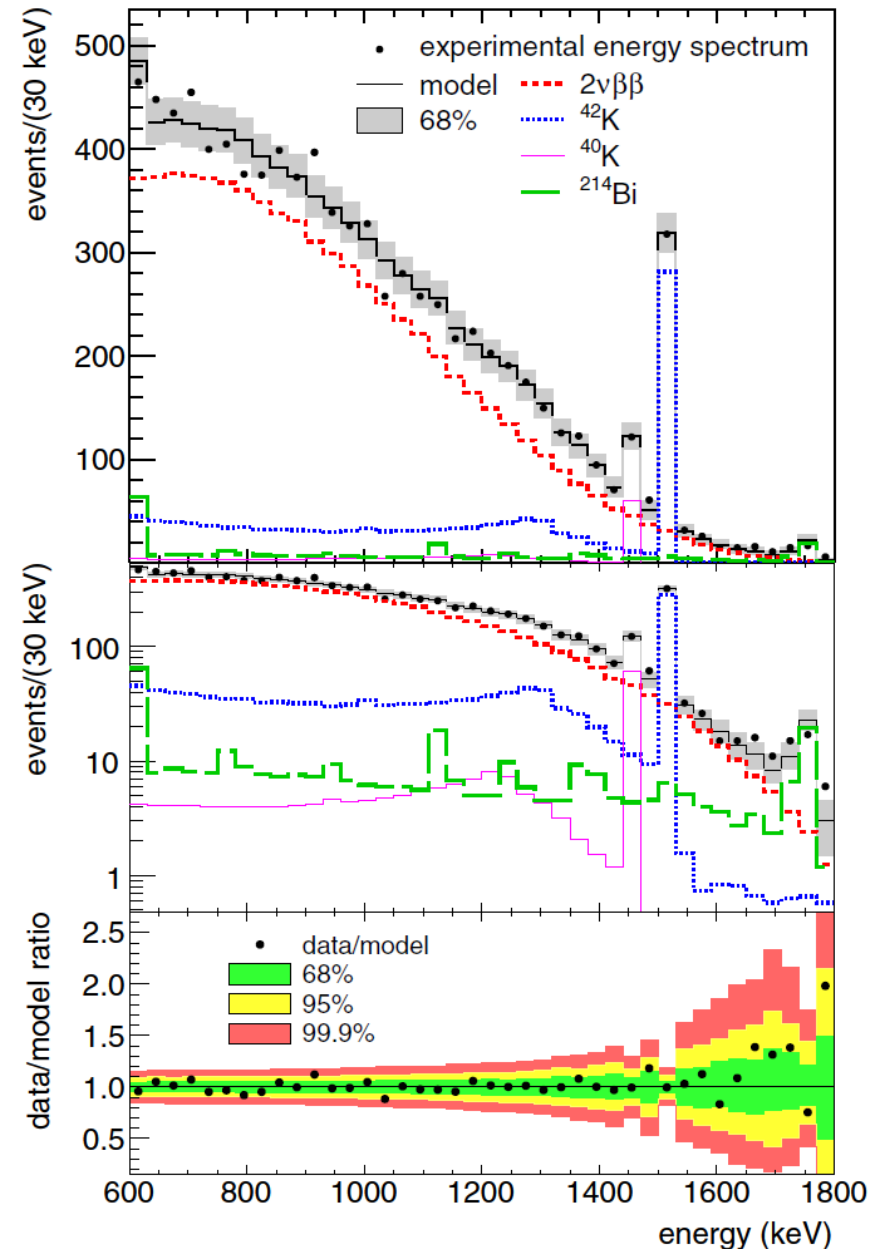 events/(30 keV)
500
400
300
200
100
experimental energy spectrum
model
68%
2νββ
⁴²K
⁴⁰K
²¹⁴Bi
events/(30 keV)
100
10
1
data/model ratio
2.5
2.0
1.5
1.0
0.5
data/model
68%
95%
99.9%
600 800 1000 1200 1400 1600 1800
energy (keV)